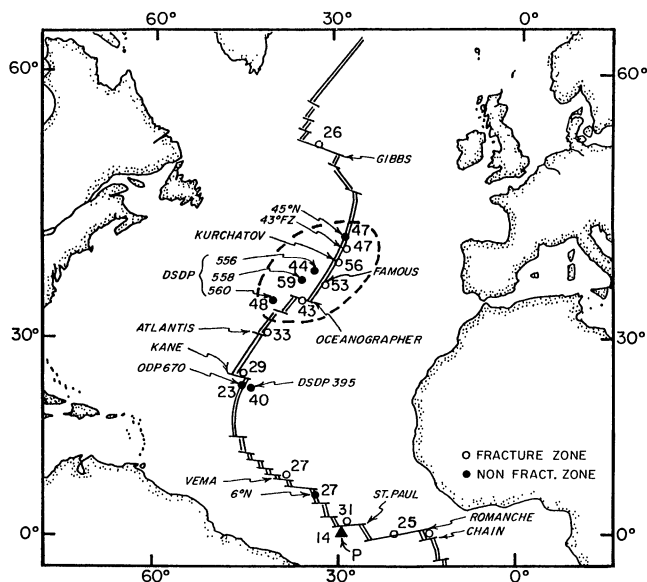 60° 30° 0°
60°
60°
26
GIBBS
45°N
43°FZ
47
47
KURCHATOV
556
44
56
DSDP
558
59
53
FAMOUS
560
48
43
30°
30°
ATLANTIS
33
OCEANOGRAPHER
KANE
29
ODP 670
23
40
DSDP 395
○ FRACTURE ZONE
● NON FRACT. ZONE
27
VEMA
6°N
27
31
ST. PAUL
25
ROMANCHE
CHAIN
0°
0°
14
P
60° 30° 0°